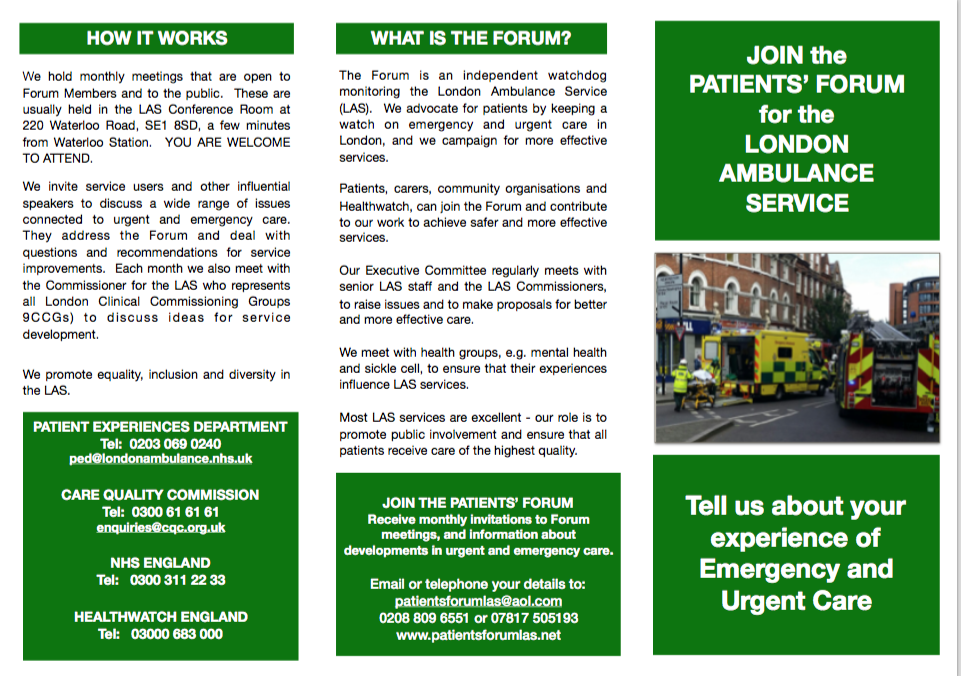 HOW IT WORKS
We hold monthly meetings that are open to
Forum Members and to the public. These are
usually held in the LAS Conference Room at
220 Waterloo Road, SE1 8SD, a few minutes
from Waterloo Station. YOU ARE WELCOME
TO ATTEND.
We invite service users and other influential
speakers to discuss a wide range of issues
connected to urgent and emergency care.
They address the Forum and deal with
questions and recommendations for service
improvements. Each month we also meet with
the Commissioner for the LAS who represents
all London Clinical Commissioning Groups
9CCGs) to discuss ideas for service
development.
We promote equality, inclusion and diversity in
the LAS.
PATIENT EXPERIENCES DEPARTMENT
Tel: 0203 069 0240
ped@londonambulance.nhs.uk
CARE QUALITY COMMISSION
Tel: 0300 61 61 61
enquiries@cqc.org.uk
NHS ENGLAND
Tel: 0300 311 22 33
HEALTHWATCH ENGLAND
Tel: 03000 683 000
WHAT IS THE FORUM?
The Forum is an independent watchdog
monitoring the London Ambulance Service
(LAS). We advocate for patients by keeping a
watch on emergency and urgent care in
London, and we campaign for more effective
services.
Patients, carers, community organisations and
Healthwatch, can join the Forum and contribute
to our work to achieve safer and more effective
services.
Our Executive Committee regularly meets with
senior LAS staff and the LAS Commissioners,
to raise issues and to make proposals for better
and more effective care.
We meet with health groups, e.g. mental health
and sickle cell, to ensure that their experiences
influence LAS services.
Most LAS services are excellent - our role is to
promote public involvement and ensure that all
patients receive care of the highest quality.
JOIN THE PATIENTS' FORUM
Receive monthly invitations to Forum
meetings, and information about
developments in urgent and emergency care.
Email or telephone your details to:
patientsforumlas@aol.com
0208 809 6551 or 07817 505193
www.patientsforumlas.net
JOIN the
PATIENTS' FORUM
for the
LONDON
AMBULANCE
SERVICE
Tell us about your
experience of
Emergency and
Urgent Care